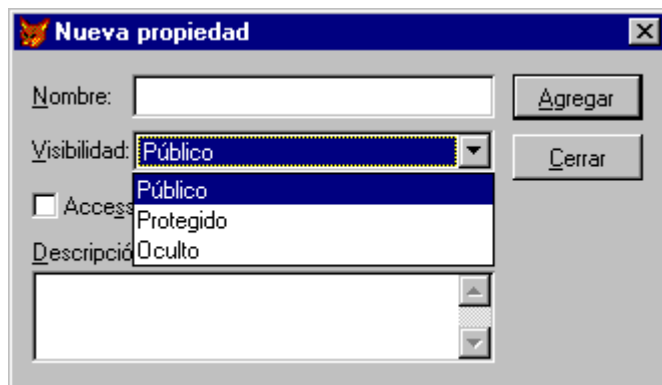 Nueva propiedad
Nombre:
Agregar
Visibilidad: Público
Cerrar
Público
Acces
Protegido
Descripció
Oculto